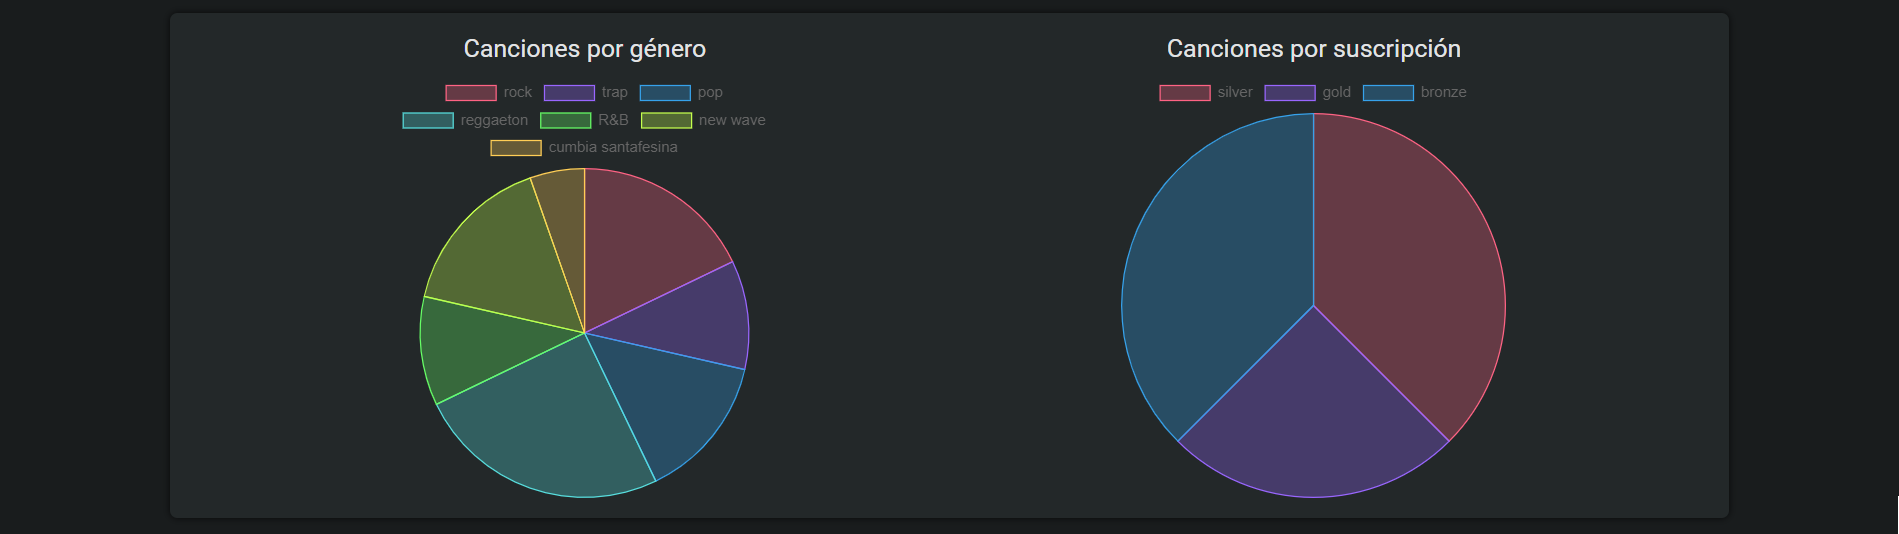 Canciones por género
rock trap pop
reggaeton R&B new wave
cumbia santafesina
Canciones por suscripción
silver gold bronze